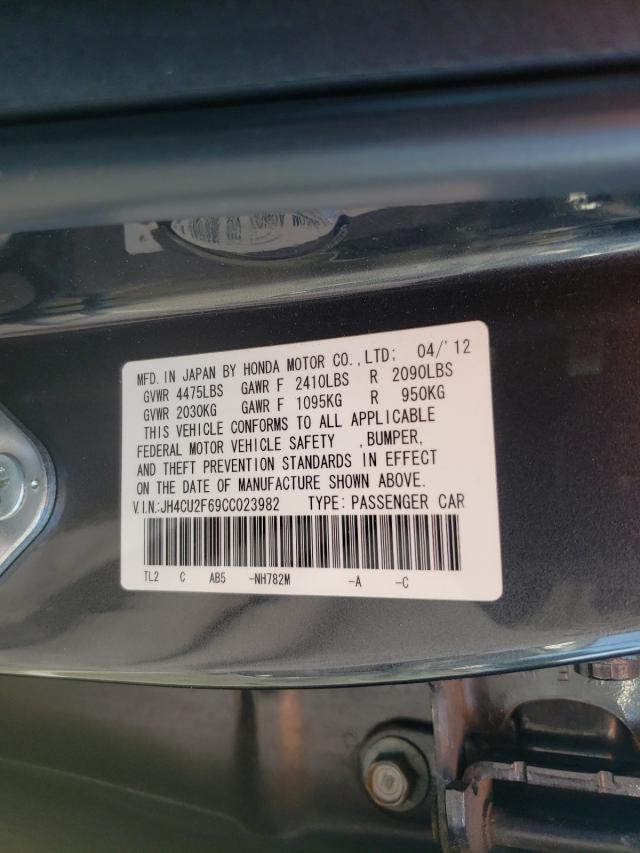 MFD. IN JAPAN BY HONDA MOTOR CO.,LTD; 04/'12
GVWR 4475LBS GAWR F 2410LBS R 2090LBS
GVWR 2030KG GAWR F 1095KG R 950KG
THIS VEHICLE CONFORMS TO ALL APPLICABLE
FEDERAL MOTOR VEHICLE SAFETY ,BUMPER,
AND THEFT PREVENTION STANDARDS IN EFFECT
ON THE DATE OF MANUFACTURE SHOWN ABOVE.
V.I.N.:JH4CU2F69CC023982 TYPE: PASSENGER CAR
TL2 C AB5 -NH782M -A -C